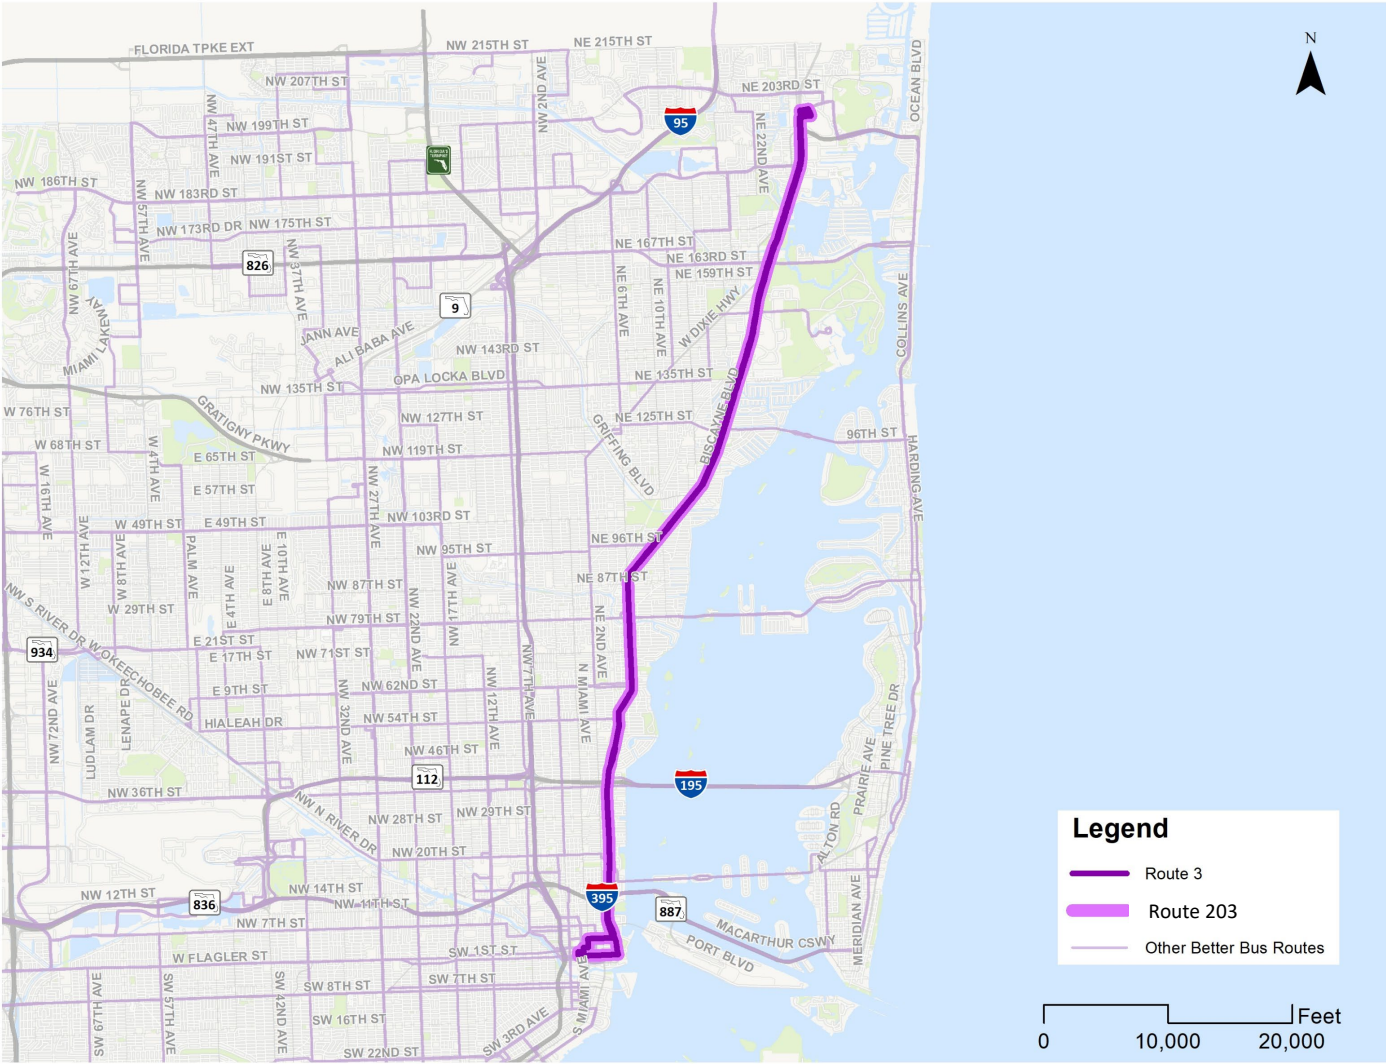 FLORIDA TPKE EXT
NW 215TH ST
NE 215TH ST
OCEAN BLVD
N
NW 207TH ST
NW 2ND AVE
NE 203RD ST
95
NW 47TH AVE
NW 199TH ST
NE 22ND AVE
NW 191ST ST
FLORIDA'S TURNPIKE
NW 186TH ST
NW 183RD ST
NW 57TH AVE
NW 173RD DR
NW 175TH ST
NW 67TH AVE
826
NW 37TH AVE
NE 167TH ST
NE 163RD ST
NE 159TH ST
NE 6TH AVE
NE 10TH AVE
W DIXIE HWY
COLLINS AVE
9
MIAMI LAKEWAY
JANN AVE
ALI BABA AVE
NW 143RD ST
NW 135TH ST
OPA LOCKA BLVD
NE 135TH ST
BISCAYNE BLVD
W 76TH ST
GRATIGNY PKWY
NW 127TH ST
NE 125TH ST
GRIFFING BLVD
96TH ST
HARDING AVE
W 68TH ST
W 4TH AVE
E 65TH ST
NW 119TH ST
W 16TH AVE
E 57TH ST
NW 27TH AVE
W 49TH ST
E 49TH ST
NW 103RD ST
W 12TH AVE
W 8TH AVE
PALM AVE
E 4TH AVE
E 8TH AVE
E 10TH AVE
NW 95TH ST
NE 96TH ST
NW 87TH ST
NW 17TH AVE
NE 87TH ST
NW S RIVER DR
W 29TH ST
NW 22ND AVE
NW 79TH ST
NE 2ND AVE
W OKEECHOBEE RD
E 21ST ST
934
E 17TH ST
NW 71ST ST
NW 7TH AVE
NW 72ND AVE
LUDLAM DR
LENAPE DR
E 9TH ST
NW 32ND AVE
NW 62ND ST
NW 12TH AVE
N MIAMI AVE
PINE TREE DR
HIALEAH DR
NW 54TH ST
NW 46TH ST
PRAIRIE AVE
112
195
NW 36TH ST
NW N RIVER DR
NW 28TH ST
NW 29TH ST
ALTON RD
NW 20TH ST
NW 12TH ST
836
NW 14TH ST
NW 11TH ST
395
887
MERIDIAN AVE
NW 7TH ST
MACARTHUR CSWY
PORT BLVD
W FLAGLER ST
SW 1ST ST
SW 67TH AVE
SW 57TH AVE
SW 42ND AVE
SW 8TH ST
SW 7TH ST
S MIAMI AVE
SW 16TH ST
SW 3RD AVE
SW 22ND ST
Legend
Route 3
Route 203
Other Better Bus Routes
Feet
0
10,000
20,000